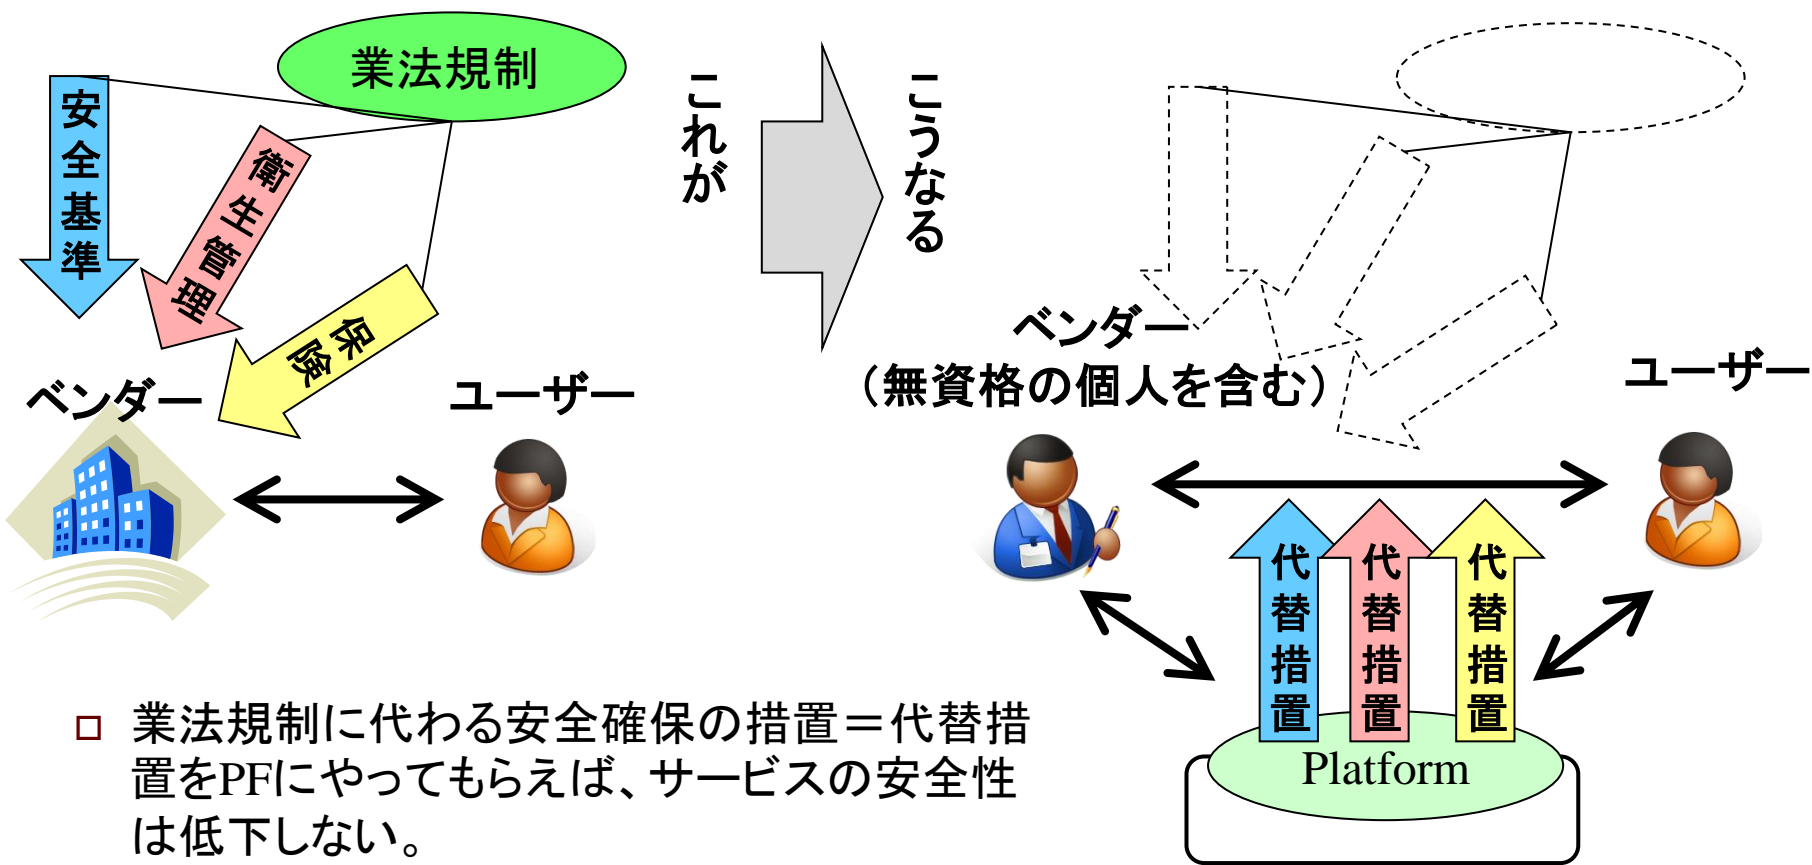 業法規制
安全基準
衛生管理
保険
ベンダー
ユーザー
これが
こうなる
ベンダー
（無資格の個人を含む）
ユーザー
代替措置
代替措置
代替措置
Platform
業法規制に代わる安全確保の措置＝代替措
置をPFにやってもらえば、サービスの安全性
は低下しない。